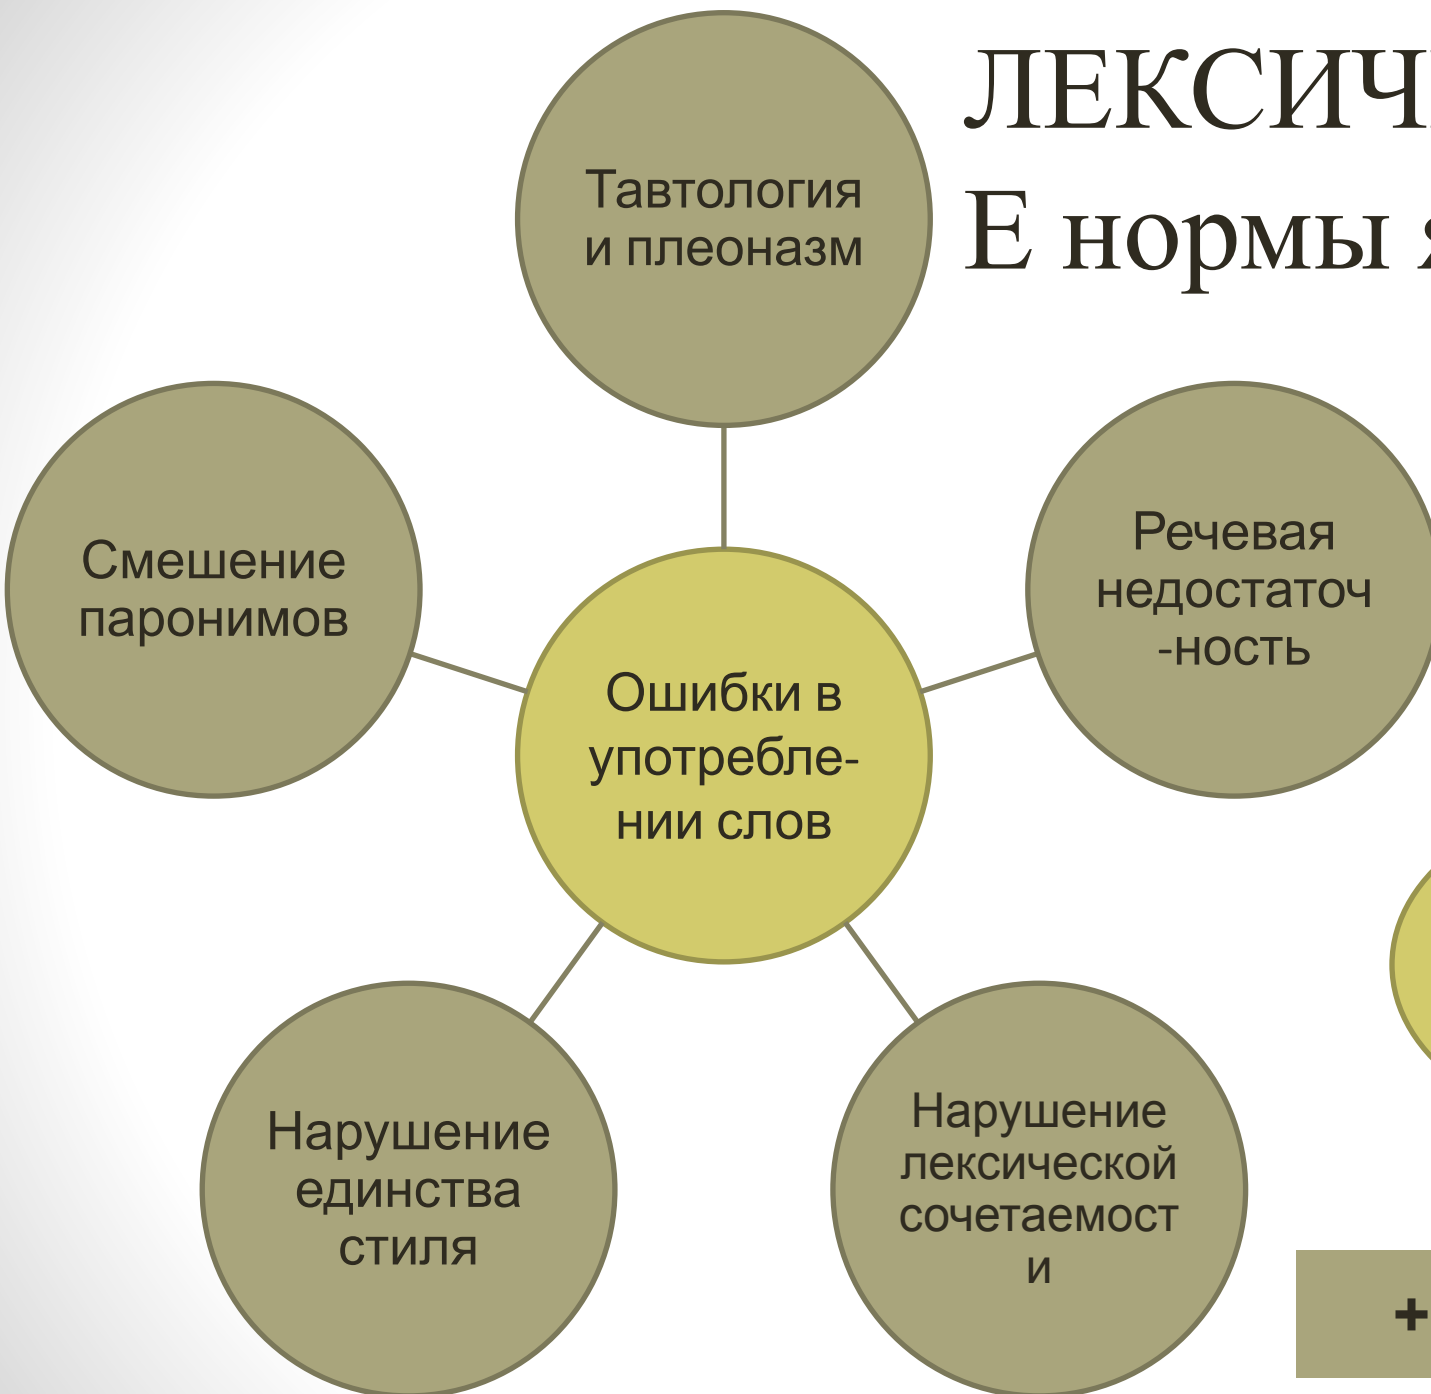 ЛЕКСИЧ
Е нормы я
Тавтология
и плеоназм
Смешение
паронимов
Речевая
недостаточ
-ность
Ошибки в
употребле-
нии слов
Нарушение
единства
стиля
Нарушение
лексической
сочетаемост
и
+